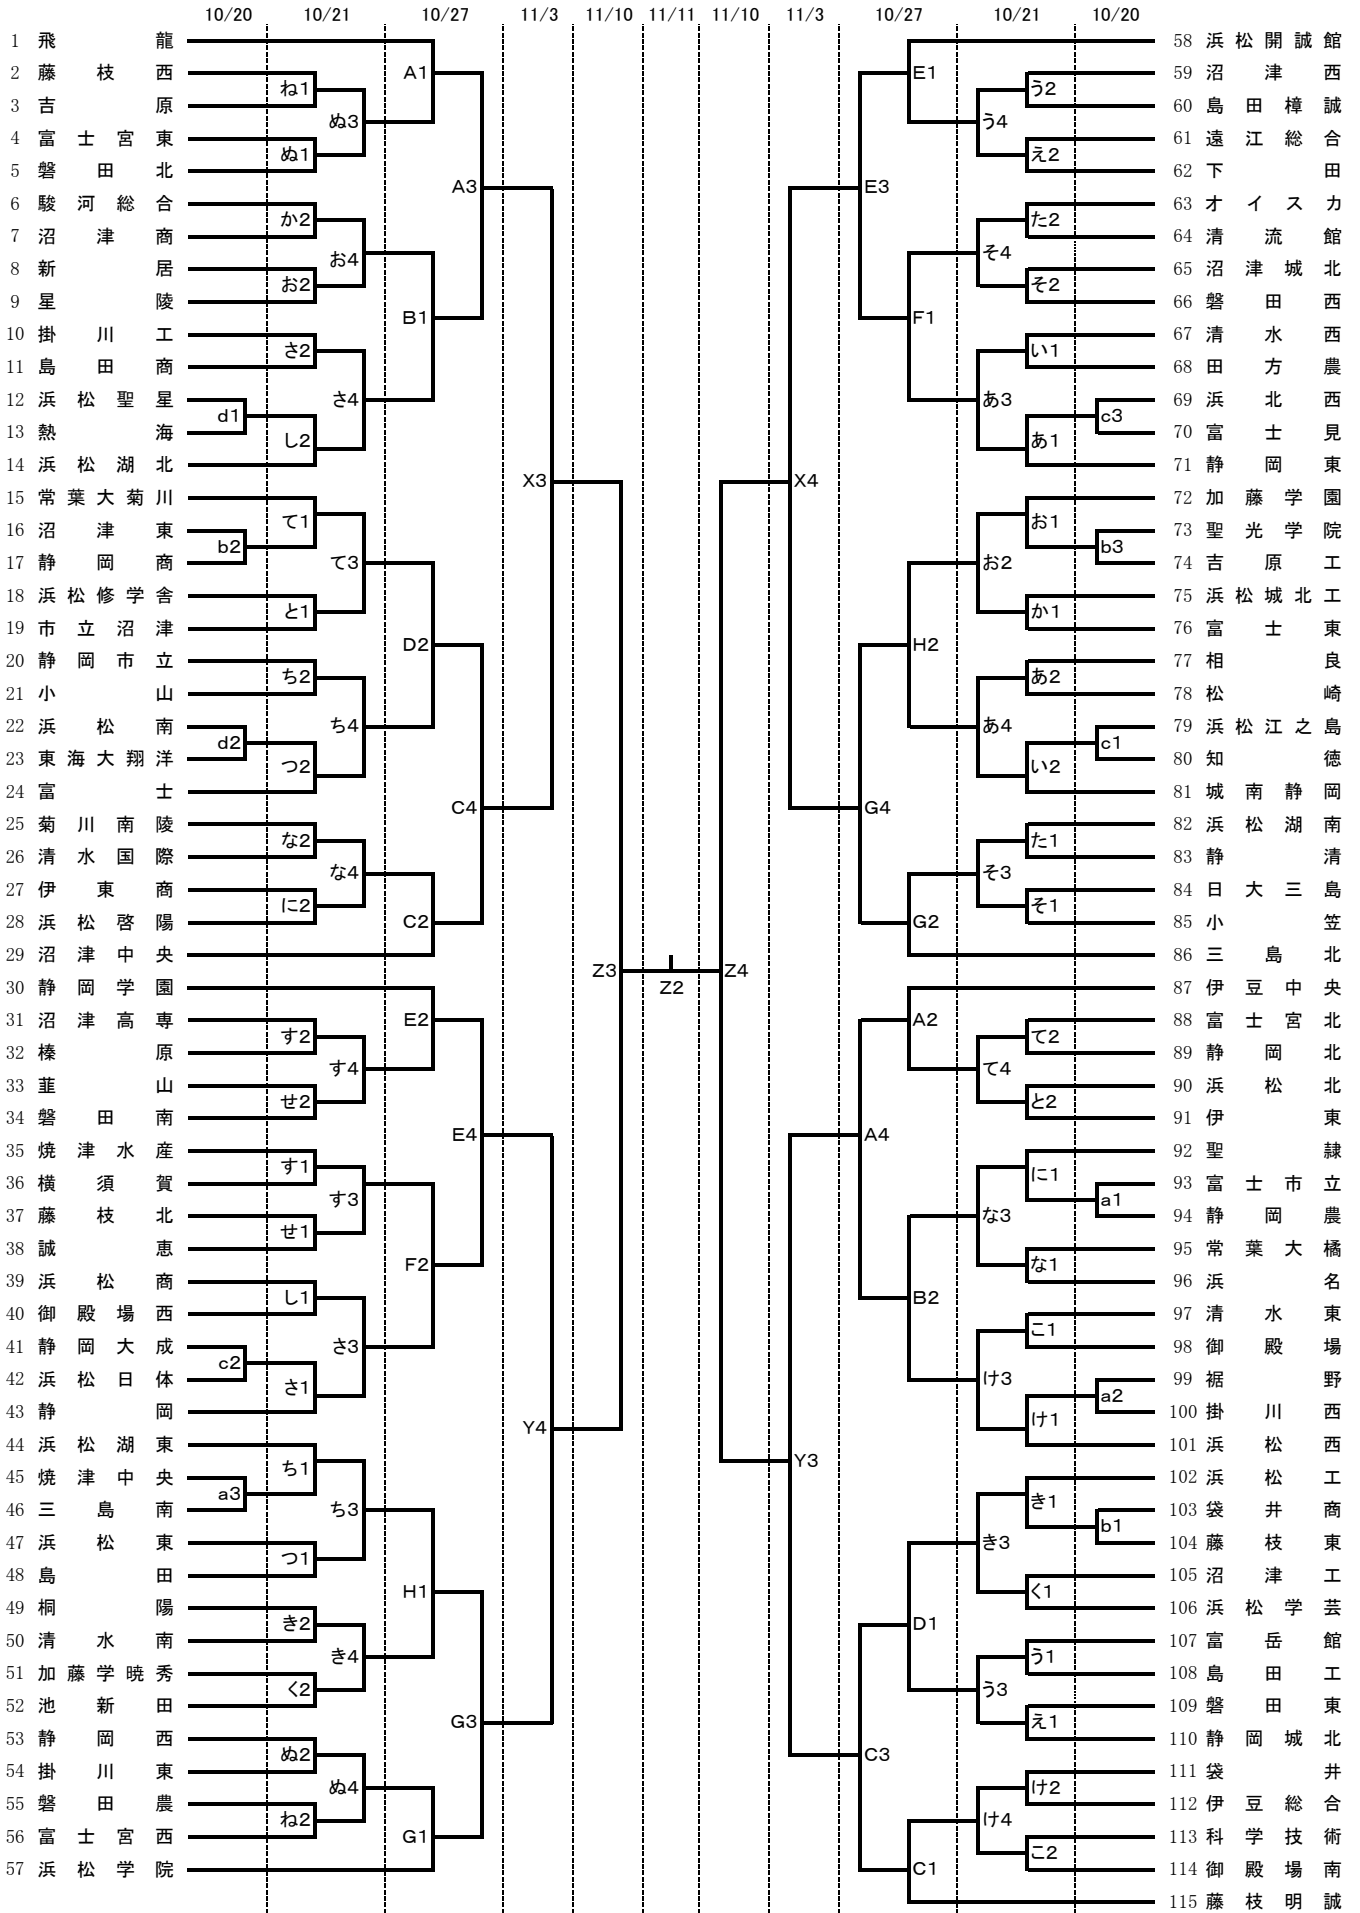 10/20 10/21 10/27 11/3 11/10 11/11 11/10 11/3 10/27 10/21 10/20
1 飛龍
2 藤枝西
3 吉原
4 富士宮東
5 磐田北
6 駿河総合
7 沼津商
8 新居
9 星陵
10 掛川工
11 島田商
12 浜松聖星
13 熱海
14 浜松湖北
15 常葉大菊川
16 沼津東
17 静岡商
18 浜松修学舎
19 市立沼津
20 静岡市立
21 小山
22 浜松南
23 東海大翔洋
24 富士
25 菊川南陵
26 清水国際
27 伊東商
28 浜松啓陽
29 沼津中央
30 静岡学園
31 沼津高専
32 榛原
33 韮山
34 磐田南
35 焼津水産
36 横須賀
37 藤枝北
38 誠恵
39 浜松商
40 御殿場西
41 静岡大成
42 浜松日体
43 静岡
44 浜松湖東
45 焼津中央
46 三島南
47 浜松東
48 島田
49 桐陽
50 清水南
51 加藤学暁秀
52 池新田
53 静岡西
54 掛川東
55 磐田農
56 富士宮西
57 浜松学院
d1
b2
d2
c2
a3
ね1
ぬ1
か2
お2
さ2
し2
て1
と1
ち2
つ2
な2
に2
す2
せ2
す1
せ1
し1
さ1
ち1
つ1
き2
く2
ぬ2
ね2
ぬ3
お4
さ4
て3
ち4
な4
す4
す3
さ3
ち3
き4
ぬ4
A1
B1
D2
C2
E2
F2
H1
G1
A3
C4
E4
G3
X3
Y4
Z3
Z2
Z4
X4
Y3
E3
G4
A4
C3
E1
F1
H2
G2
A2
B2
D1
C1
う4
そ4
あ3
お2
あ4
そ3
て4
な3
け3
き3
う3
け4
う2
え2
た2
そ2
い1
あ1
お1
か1
あ2
い2
た1
そ1
て2
と2
に1
な1
こ1
け1
き1
く1
う1
え1
け2
こ2
c3
b3
c1
a1
a2
b1
58 浜松開誠館
59 沼津西
60 島田樟誠
61 遠江総合
62 下田
63 オイスカ
64 清流館
65 沼津城北
66 磐田西
67 清水西
68 田方農
69 浜北西
70 富士見
71 静岡東
72 加藤学園
73 聖光学院
74 吉原工
75 浜松城北工
76 富士東
77 相良
78 松崎
79 浜松江之島
80 知徳
81 城南静岡
82 浜松湖南
83 静清
84 日大三島
85 小笠
86 三島北
87 伊豆中央
88 富士宮北
89 静岡北
90 浜松北
91 伊東
92 聖隷
93 富士市立
94 静岡農
95 常葉大橘
96 浜名
97 清水東
98 御殿場
99 裾野
100 掛川西
101 浜松西
102 浜松工
103 袋井商
104 藤枝東
105 沼津工
106 浜松学芸
107 富岳館
108 島田工
109 磐田東
110 静岡城北
111 袋井
112 伊豆総合
113 科学技術
114 御殿場南
115 藤枝明誠